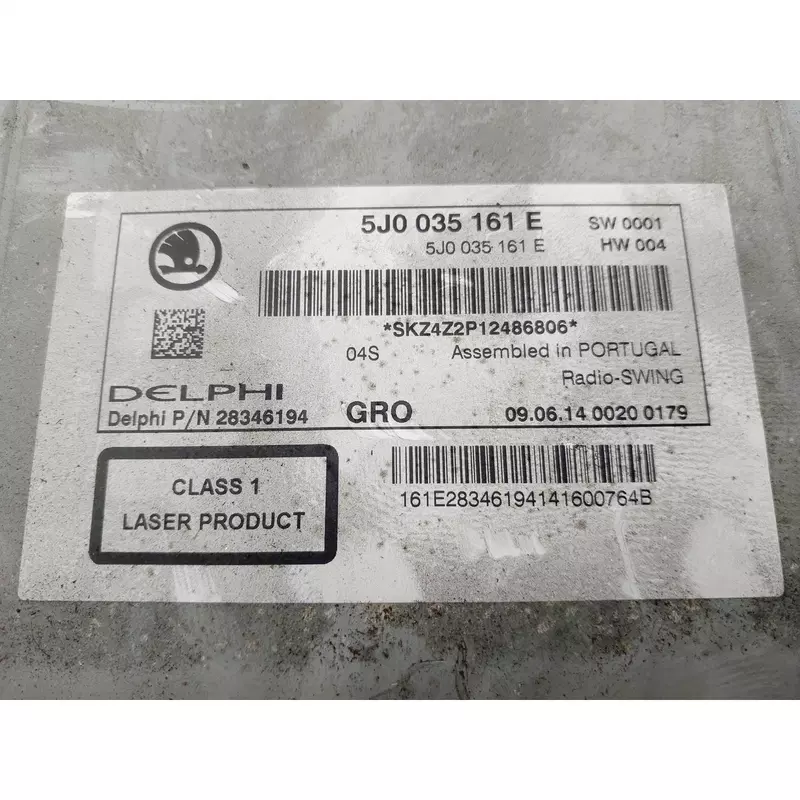 5J0 035 161 E SW 0001
5J0 035 161 E HW 004
*SKZ4Z2P12486806*
04S Assembled in PORTUGAL
Radio-SWING
DELPHI
Delphi P/N 28346194 GRO 09.06.14 0020 0179
CLASS 1
LASER PRODUCT
161E28346194141600764B